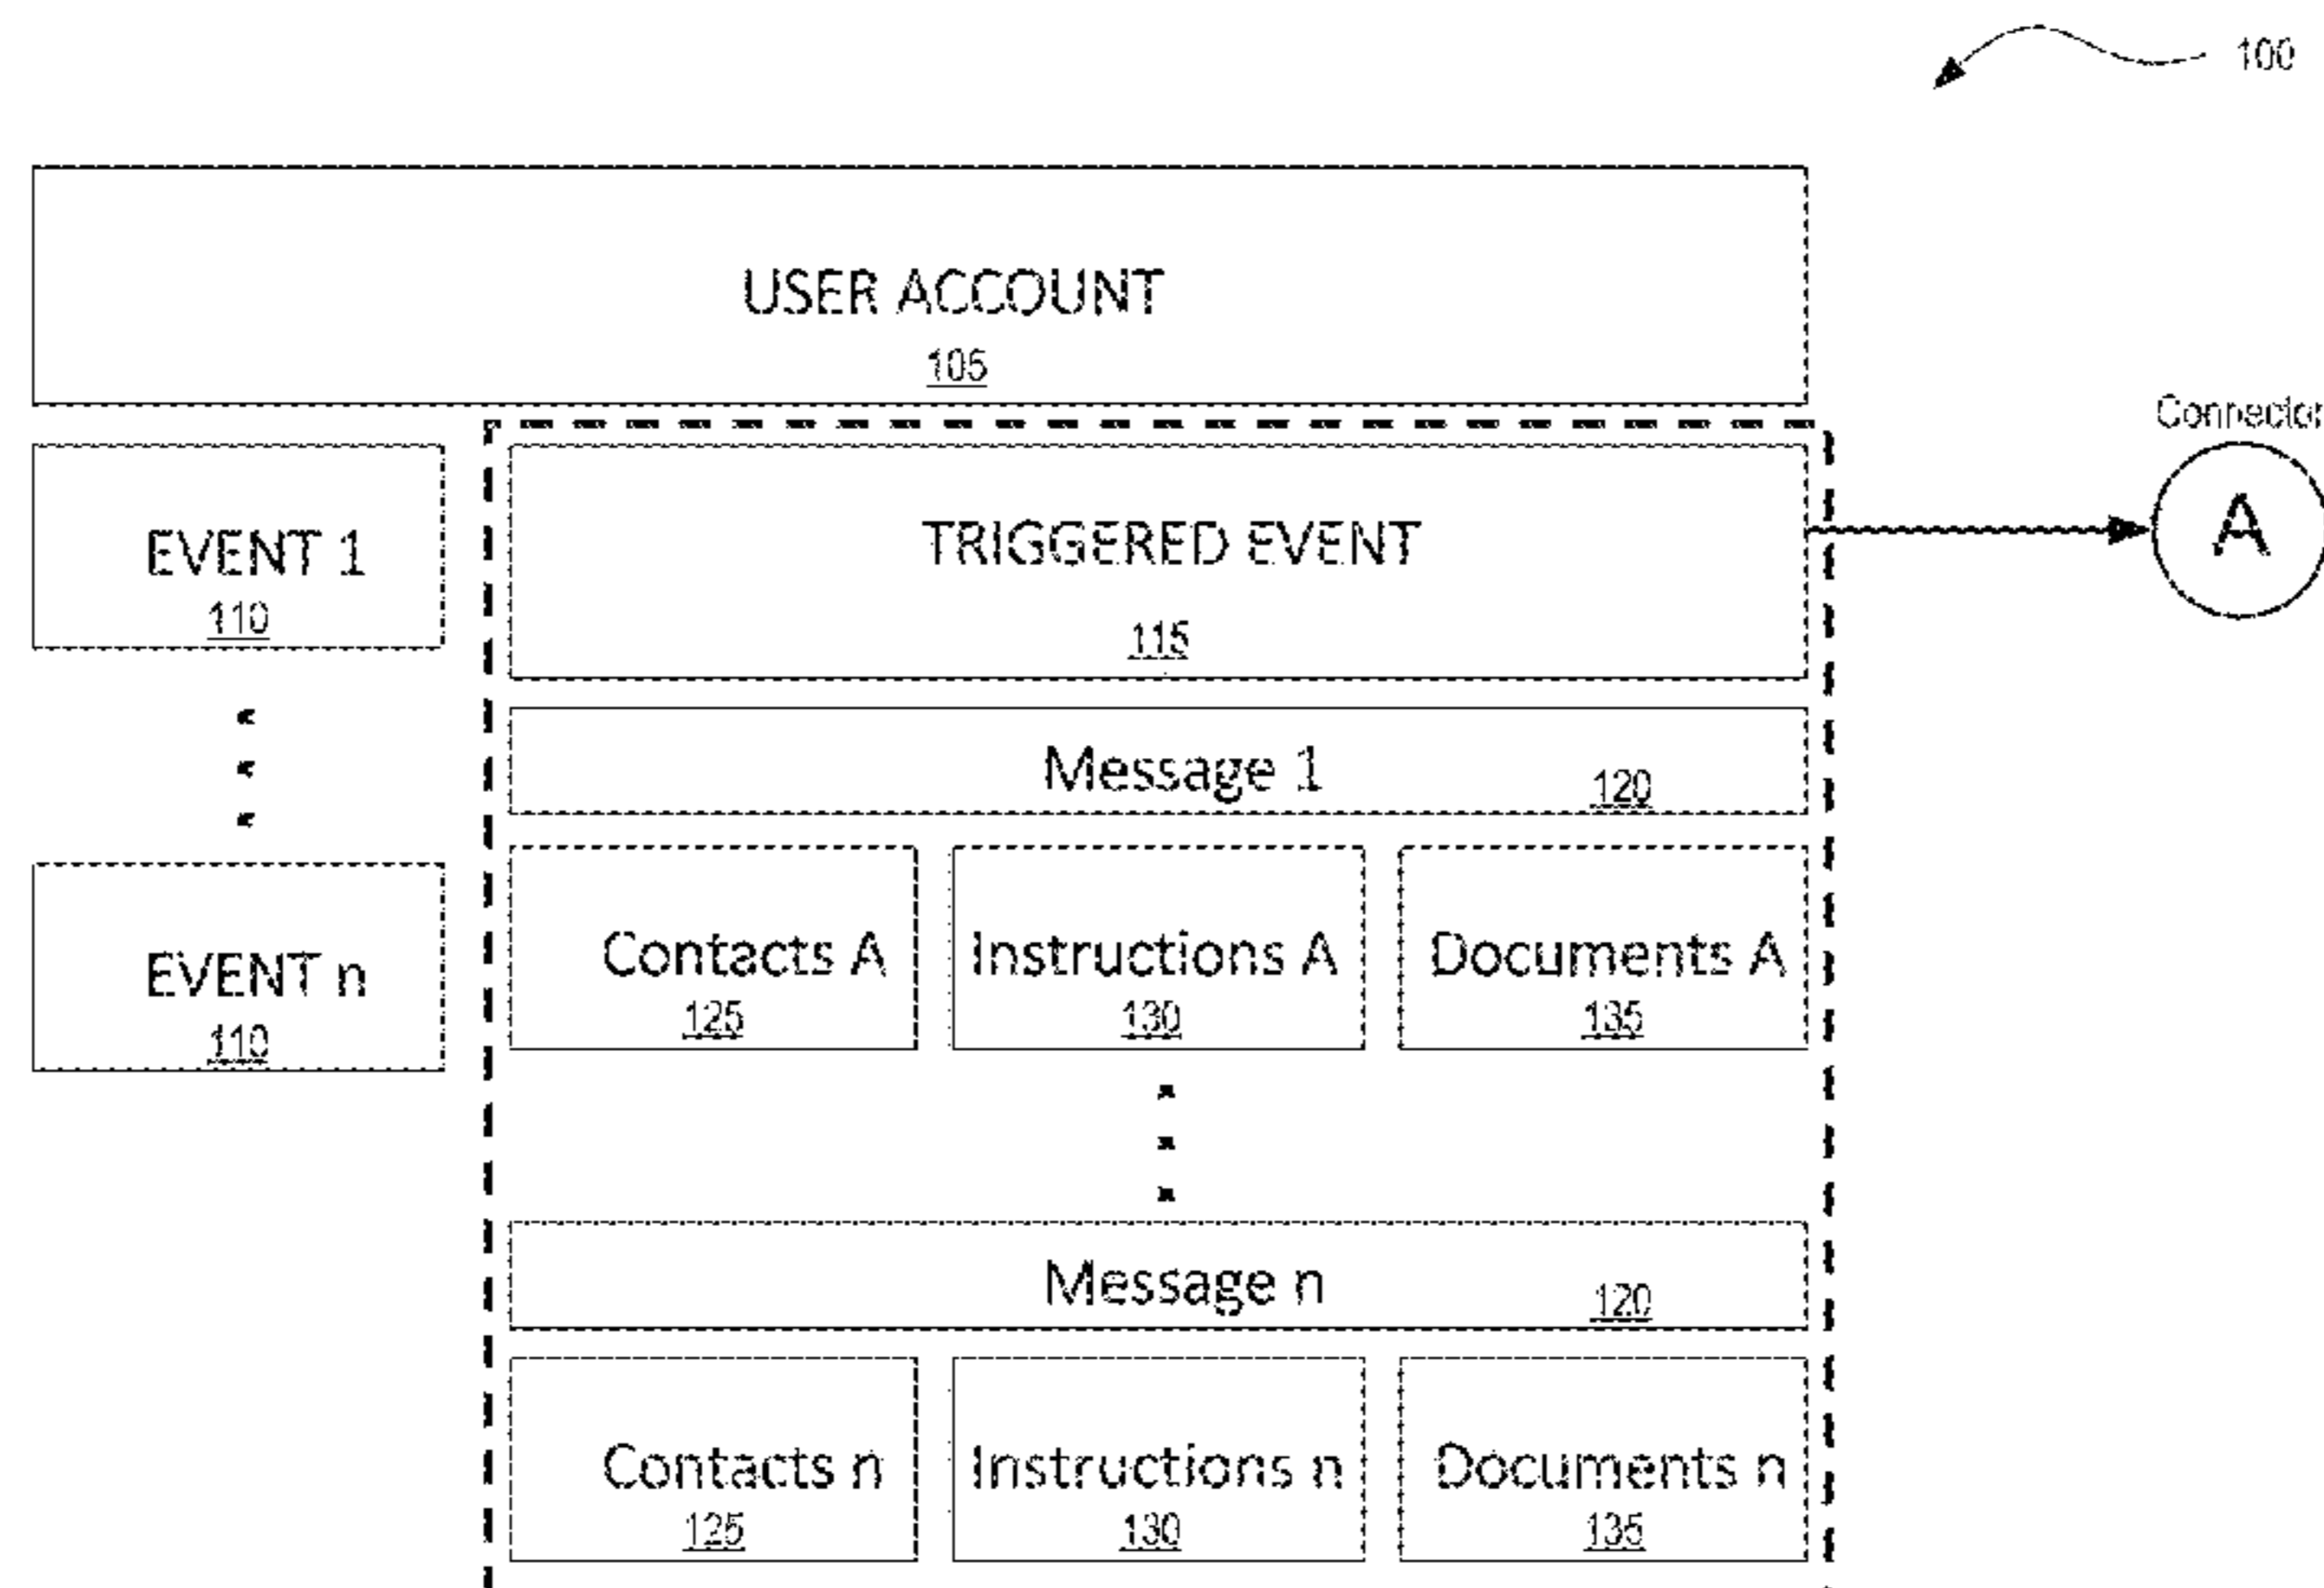 100
USER ACCOUNT
105
Connector
EVENT 1
110
TRIGGERED EVENT
115
A
Message 1 120
Contacts A
125
Instructions A
130
Documents A
135
EVENT n
110
Message n 120
Contacts n
125
Instructions n
130
Documents n
135